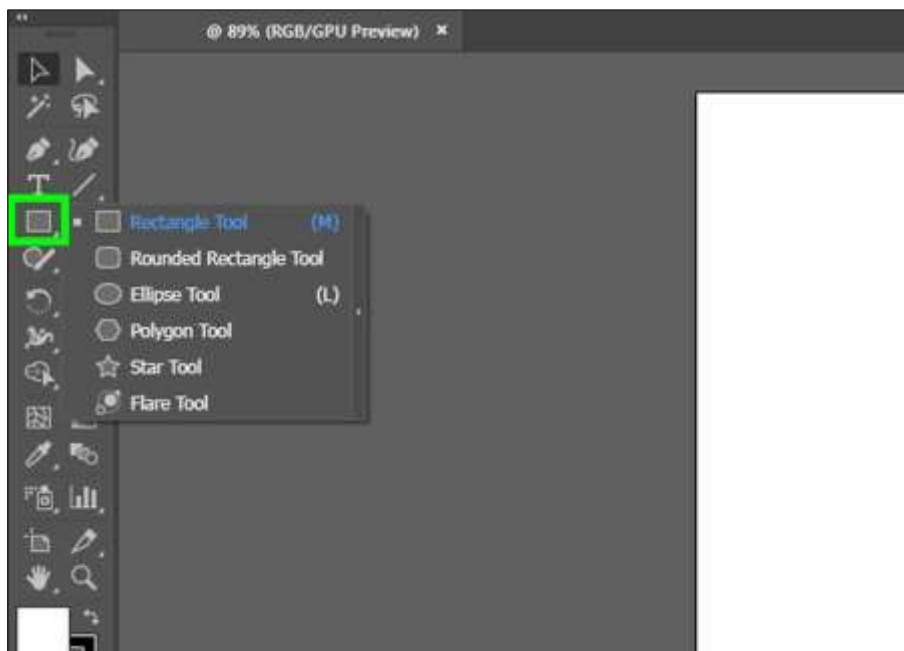 @ 89% (RGB/GPU Preview) ×
Rectangle Tool (M)
Rounded Rectangle Tool
Ellipse Tool (L)
Polygon Tool
Star Tool
Flare Tool